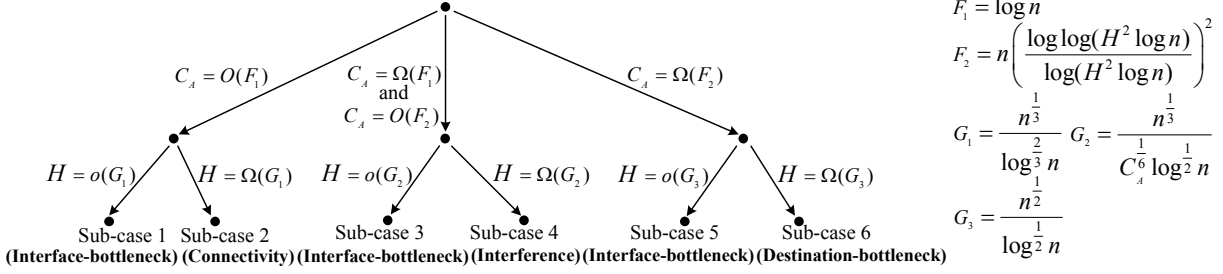 C_A = O(F_1)
C_A = Ω(F_1)
and
C_A = O(F_2)
C_A = Ω(F_2)
H = o(G_1)
H = Ω(G_1)
H = o(G_2)
H = Ω(G_2)
H = o(G_3)
H = Ω(G_3)
Sub-case 1 Sub-case 2 Sub-case 3 Sub-case 4 Sub-case 5 Sub-case 6
(Interface-bottleneck) (Connectivity) (Interface-bottleneck) (Interference) (Interface-bottleneck) (Destination-bottleneck)
F_1 = log n
F_2 = n(log log(H^2 log n) / log(H^2 log n))^2
G_1 = n^{1/3} / log^{2/3} n G_2 = n^{1/3} / C_A^{1/6} log^{1/2} n
G_3 = n^{1/2} / log^{1/2} n